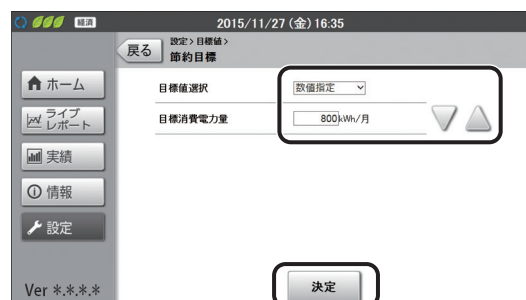 経済
2015/11/27 (金) 16:35
戻る
設定>目標値>
節約目標
ホーム
ライブ
レポート
実績
情報
設定
Ver *.*.*.*
目標値選択
数値指定
目標消費電力量
800 kWh/月
決定